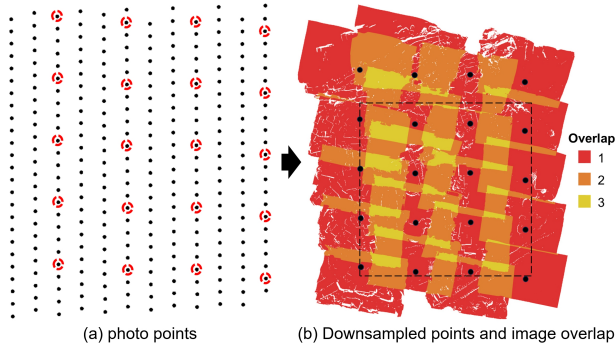 Overlap
1
2
3
(a) photo points
(b) Downsampled points and image overlap